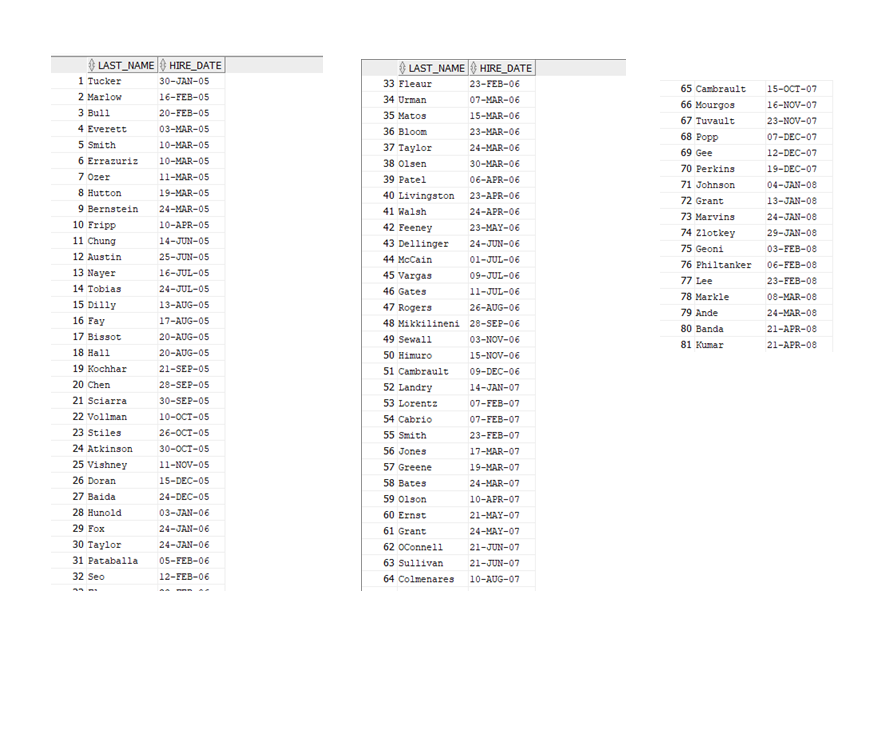 LAST_NAME HIRE_DATE
1 Tucker 30-JAN-05
2 Marlow 16-FEB-05
3 Bull 20-FEB-05
4 Everett 03-MAR-05
5 Smith 10-MAR-05
6 Errazuriz 10-MAR-05
7 Ozer 11-MAR-05
8 Hutton 19-MAR-05
9 Bernstein 24-MAR-05
10 Fripp 10-APR-05
11 Chung 14-JUN-05
12 Austin 25-JUN-05
13 Nayer 16-JUL-05
14 Tobias 24-JUL-05
15 Dilly 13-AUG-05
16 Fay 17-AUG-05
17 Bissot 20-AUG-05
18 Hall 20-AUG-05
19 Kochhar 21-SEP-05
20 Chen 28-SEP-05
21 Sciarra 30-SEP-05
22 Vollman 10-OCT-05
23 Stiles 26-OCT-05
24 Atkinson 30-OCT-05
25 Vishney 11-NOV-05
26 Doran 15-DEC-05
27 Baida 24-DEC-05
28 Hunold 03-JAN-06
29 Fox 24-JAN-06
30 Taylor 24-JAN-06
31 Pataballa 05-FEB-06
32 Seo 12-FEB-06
LAST_NAME HIRE_DATE
33 Fleaur 23-FEB-06
34 Urman 07-MAR-06
35 Matos 15-MAR-06
36 Bloom 23-MAR-06
37 Taylor 24-MAR-06
38 Olsen 30-MAR-06
39 Patel 06-APR-06
40 Livingston 23-APR-06
41 Walsh 24-APR-06
42 Feeney 23-MAY-06
43 Dellinger 24-JUN-06
44 McCain 01-JUL-06
45 Vargas 09-JUL-06
46 Gates 11-JUL-06
47 Rogers 26-AUG-06
48 Mikkilineni 28-SEP-06
49 Sewall 03-NOV-06
50 Himuro 15-NOV-06
51 Cambrault 09-DEC-06
52 Landry 14-JAN-07
53 Lorentz 07-FEB-07
54 Cabrio 07-FEB-07
55 Smith 23-FEB-07
56 Jones 17-MAR-07
57 Greene 19-MAR-07
58 Bates 24-MAR-07
59 Olson 10-APR-07
60 Ernst 21-MAY-07
61 Grant 24-MAY-07
62 OConnell 21-JUN-07
63 Sullivan 21-JUN-07
64 Colmenares 10-AUG-07
65 Cambrault 15-OCT-07
66 Mourgos 16-NOV-07
67 Tuvault 23-NOV-07
68 Popp 07-DEC-07
69 Gee 12-DEC-07
70 Perkins 19-DEC-07
71 Johnson 04-JAN-08
72 Grant 13-JAN-08
73 Marvins 24-JAN-08
74 Zlotkey 29-JAN-08
75 Geoni 03-FEB-08
76 Philtanker 06-FEB-08
77 Lee 23-FEB-08
78 Markle 08-MAR-08
79 Ande 24-MAR-08
80 Banda 21-APR-08
81 Kumar 21-APR-08